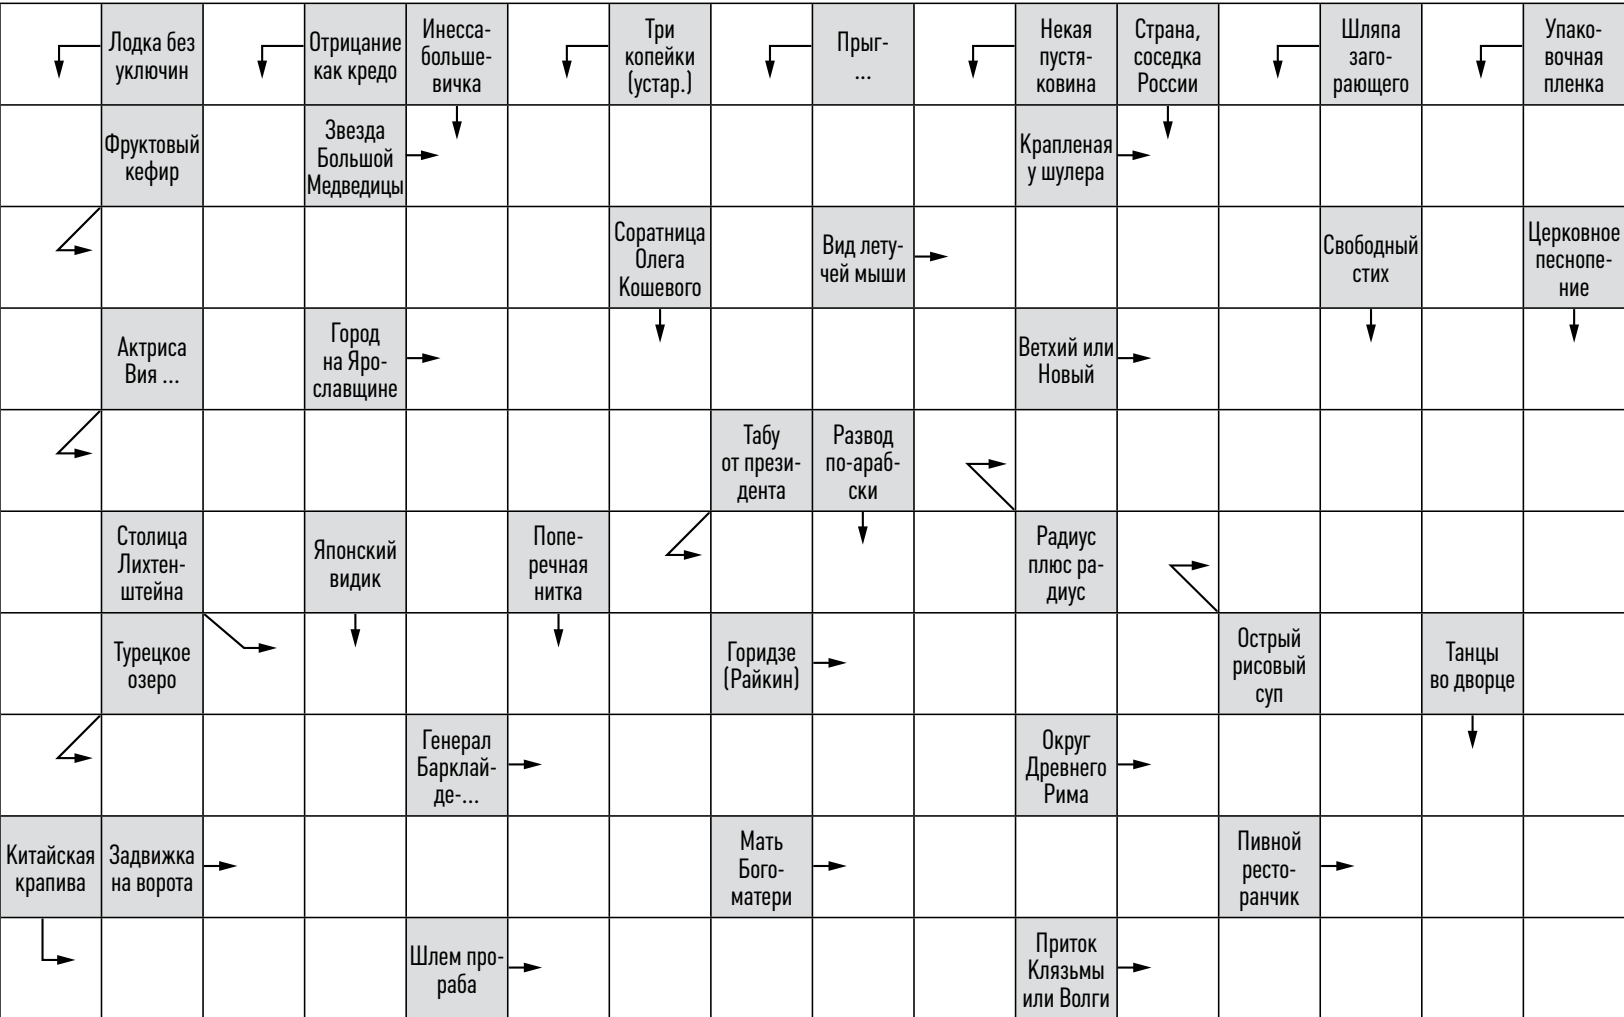 Лодка без
уключин
Отрицание
как кредо
Инесса-
больше-
вичка
Три
копейки
(устар.)
Прыг-
...
Некая
пустя-
ковина
Страна,
соседка
России
Шляпа
заго-
рающего
Упако-
вочная
пленка
Фруктовый
кефир
Звезда
Большой
Медведицы
Крапленая
у шулера
Соратница
Олега
Кошевого
Вид лету-
чей мыши
Свободный
стих
Церковное
песнопе-
ние
Актриса
Вия ...
Город
на Яро-
славщине
Ветхий или
Новый
Табу
от прези-
дента
Развод
по-араб-
ски
Столица
Лихтен-
штейна
Японский
видик
Попе-
речная
нитка
Радиус
плюс ра-
диус
Турецкое
озеро
Горидзе
(Райкин)
Острый
рисовый
суп
Танцы
во дворце
Генерал
Барклай-
де-...
Округ
Древнего
Рима
Китайская
крапива
Задвижка
на ворота
Мать
Бого-
матери
Пивной
ресто-
ранчик
Шлем про-
раба
Приток
Клязьмы
или Волги